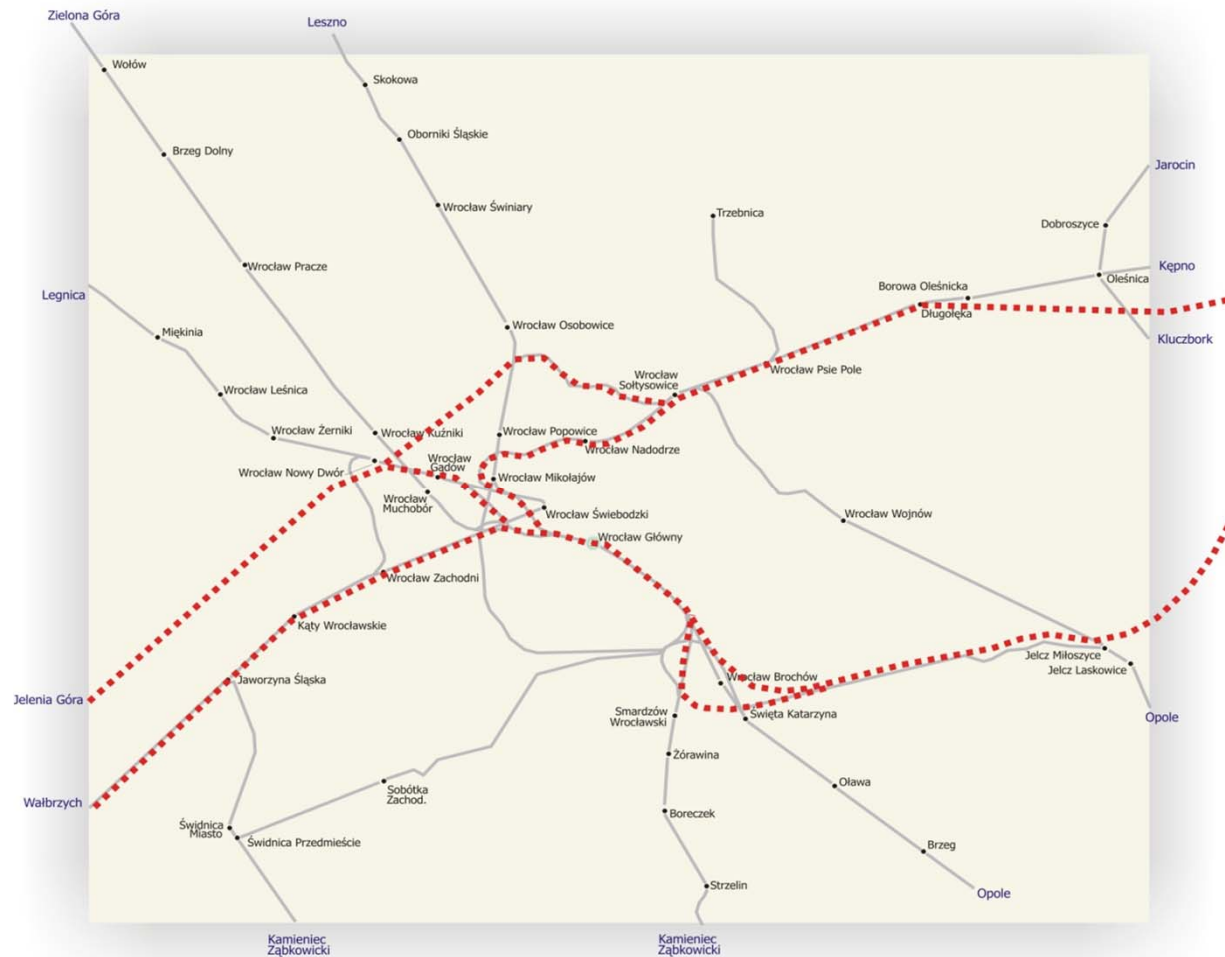 Zielona Góra
Leszno
Wołów
Skokowa
Oborniki Śląskie
Brzeg Dolny
Jarocin
Wrocław Świniary
Trzebnica
Dobroszyce
Wrocław Pracze
Kępno
Oleśnica
Borowa Oleśnicka
Legnica
Długołęka
Miękinia
Wrocław Osobowice
Kluczbork
Wrocław Psie Pole
Wrocław
Sołtysowice
Wrocław Leśnica
Wrocław Żerniki
Wrocław Kuźniki
Wrocław Popowice
Wrocław Nadodrze
Wrocław Nowy Dwór
Wrocław
Gądów
Wrocław Mikołajów
Wrocław
Muchobór
Wrocław Świebodzki
Wrocław Wojnów
Wrocław Główny
Wrocław Zachodni
Kąty Wrocławskie
Jelcz Miłoszyce
Jelcz Laskowice
Jaworzyna Śląska
Wrocław Brochów
Jelenia Góra
Smardzów
Wrocławski
Święta Katarzyna
Opole
Żórawina
Oława
Sobótka
Zachod.
Wałbrzych
Boreczek
Świdnica
Miasto
Świdnica Przedmieście
Brzeg
Strzelin
Opole
Kamieniec
Ząbkowicki
Kamieniec
Ząbkowicki